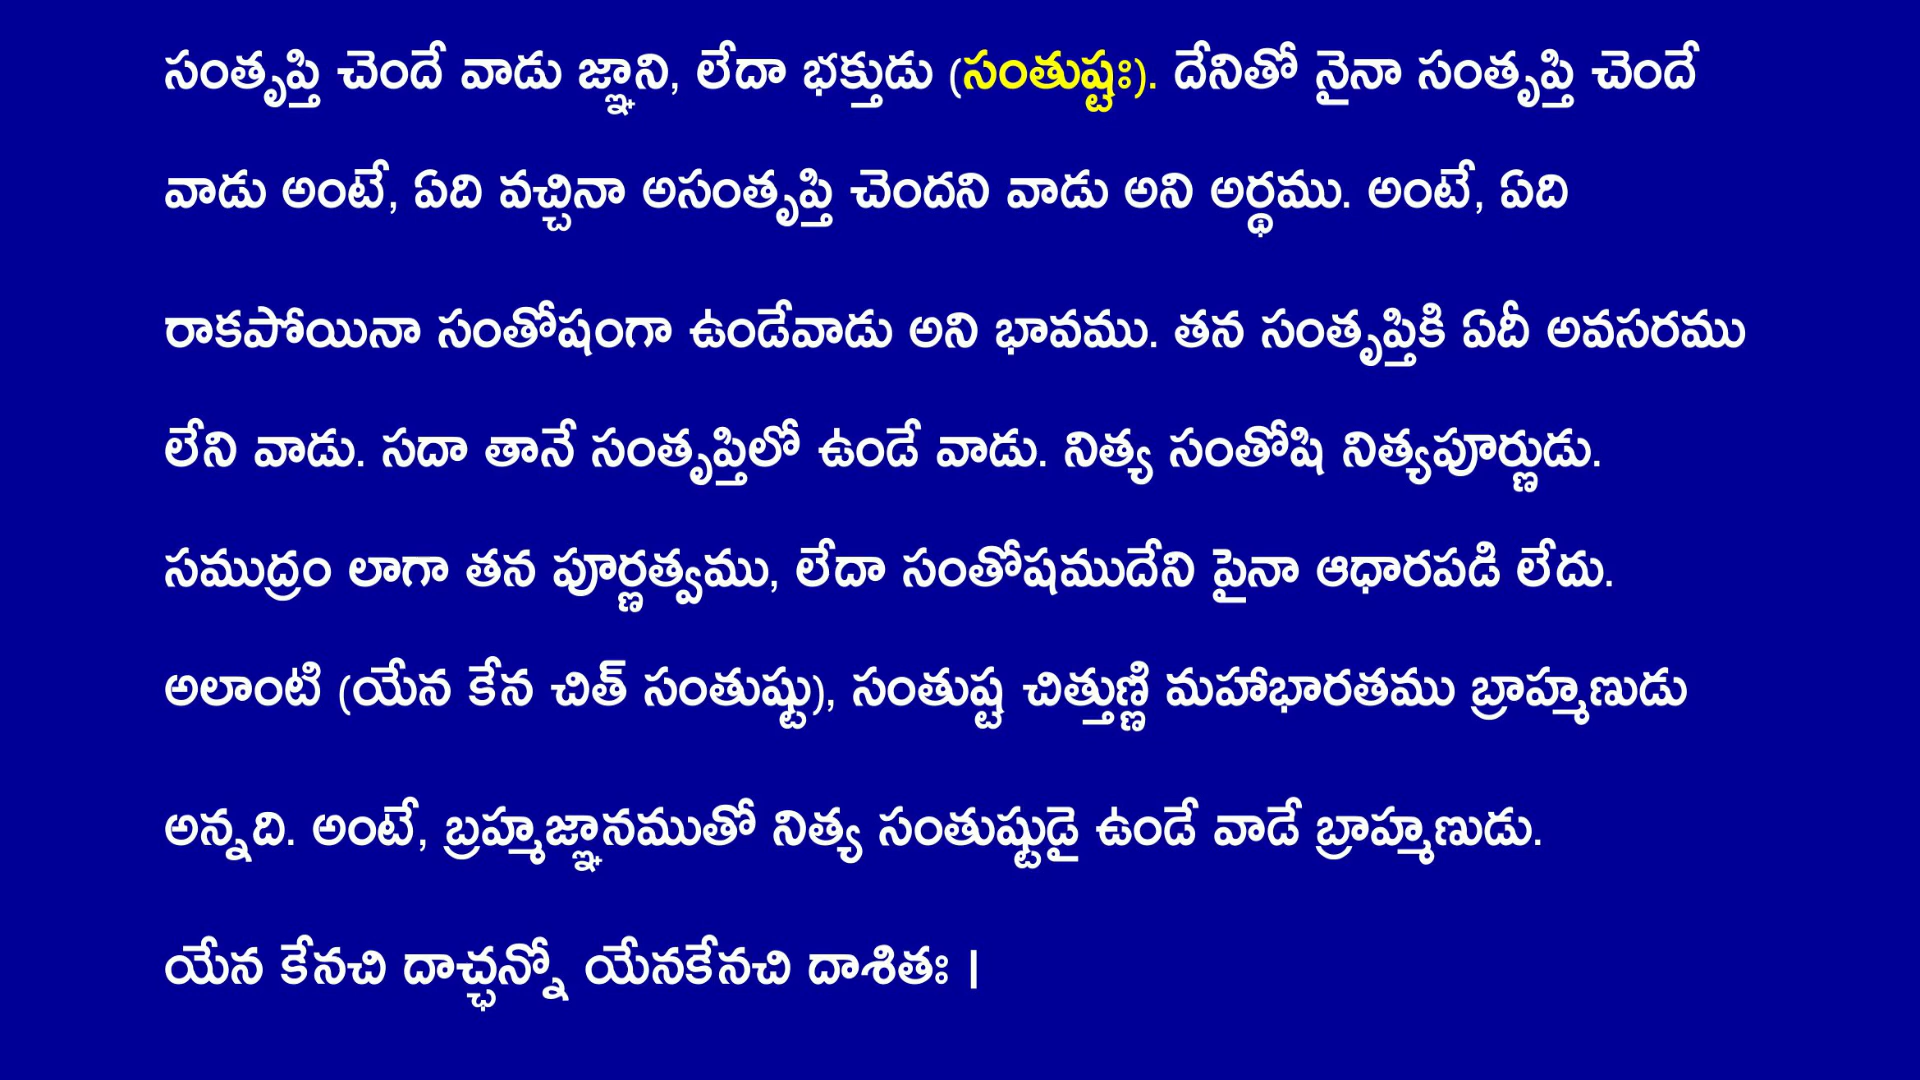 సంతృప్తి చెందే వాడు జ్ఞాని, లేదా భక్తుడు (సంతుష్టః). దేనితో నైనా సంతృప్తి చెందే
వాడు అంటే, ఏది వచ్చినా అసంతృప్తి చెందని వాడు అని అర్థము. అంటే, ఏది
రాకపోయినా సంతోషంగా ఉండేవాడు అని భావము. తన సంతృప్తికి ఏదీ అవసరము
లేని వాడు. సదా తానే సంతృప్తిలో ఉండే వాడు. నిత్య సంతోషి నిత్యపూర్ణుడు.
సముద్రం లాగా తన పూర్ణత్వము, లేదా సంతోషముదేని పైనా ఆధారపడి లేదు.
అలాంటి (యేన కేన చిత్ సంతుష్టు), సంతుష్ట చిత్తుణ్ణి మహాభారతము బ్రాహ్మణుడు
అన్నది. అంటే, బ్రహ్మజ్ఞానముతో నిత్య సంతుష్టుడై ఉండే వాడే బ్రాహ్మణుడు.
యేన కేనచి దాచ్ఛన్నో యేనకేనచి దాశితః |